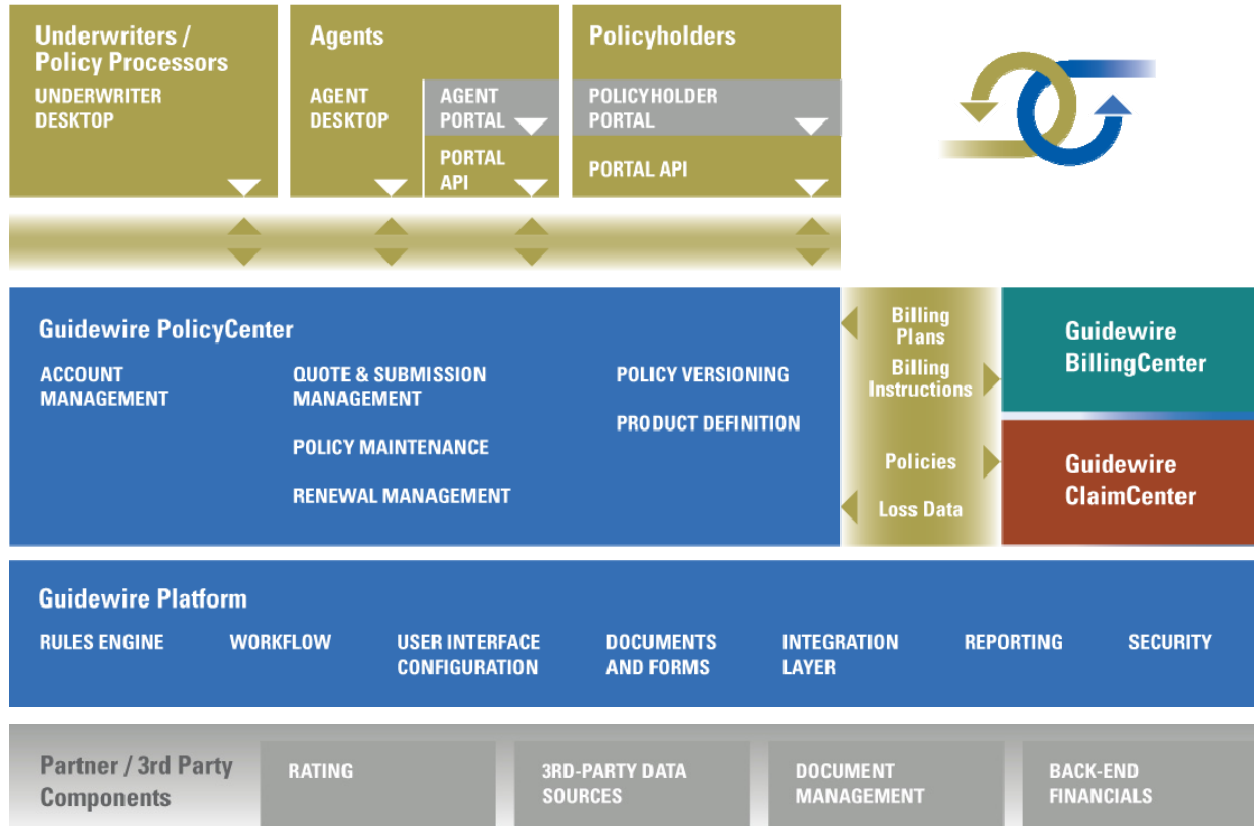 Underwriters /
Policy Processors
UNDERWRITER
DESKTOP
Agents
AGENT
DESKTOP
AGENT
PORTAL
PORTAL
API
Policyholders
POLICYHOLDER
PORTAL
PORTAL API
Guidewire PolicyCenter
ACCOUNT
MANAGEMENT
QUOTE & SUBMISSION
MANAGEMENT
POLICY MAINTENANCE
RENEWAL MANAGEMENT
POLICY VERSIONING
PRODUCT DEFINITION
Billing
Plans
Billing
Instructions
Policies
Loss Data
Guidewire
BillingCenter
Guidewire
ClaimCenter
Guidewire Platform
RULES ENGINE
WORKFLOW
USER INTERFACE
CONFIGURATION
DOCUMENTS
AND FORMS
INTEGRATION
LAYER
REPORTING
SECURITY
Partner / 3rd Party
Components
RATING
3RD-PARTY DATA
SOURCES
DOCUMENT
MANAGEMENT
BACK-END
FINANCIALS